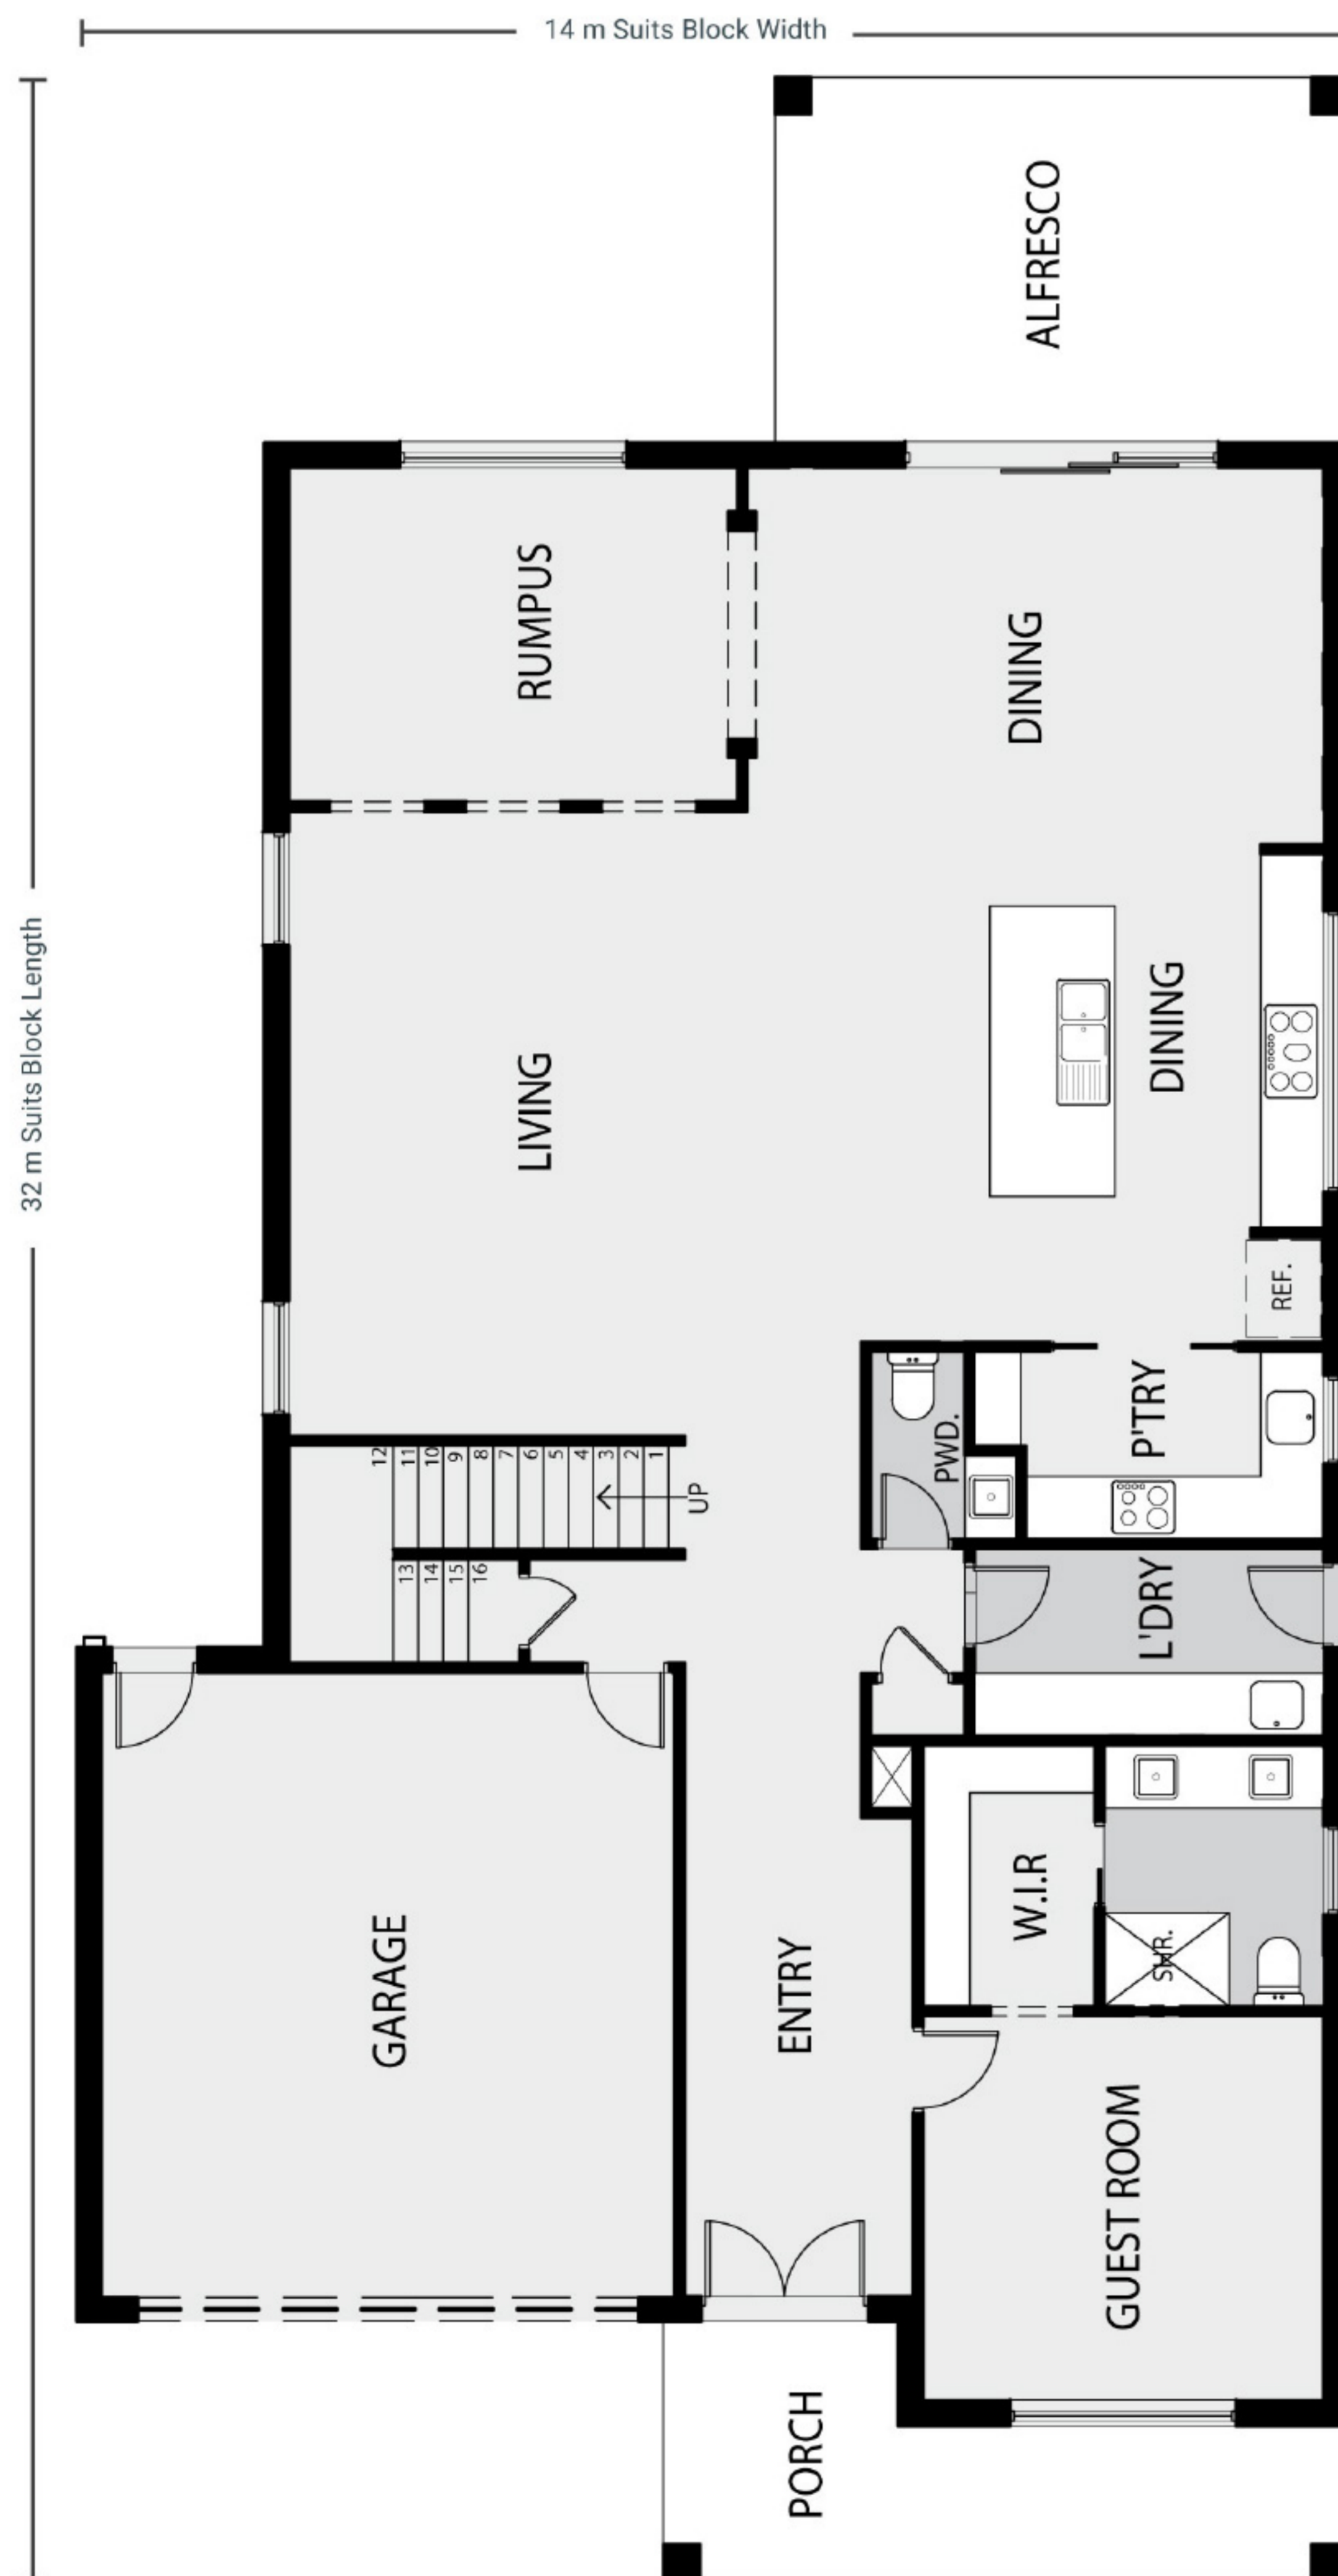 14 m Suits Block Width
32 m Suits Block Length
ALFRESCO
RUMPUS
DINING
LIVING
DINING
REF.
P'TRY
PWD.
12 11 10 9 8 7 6 5 4 3 2 1
UP
13 14 15 16
L'DRY
W.I.R
SHR.
GARAGE
ENTRY
GUEST ROOM
PORCH